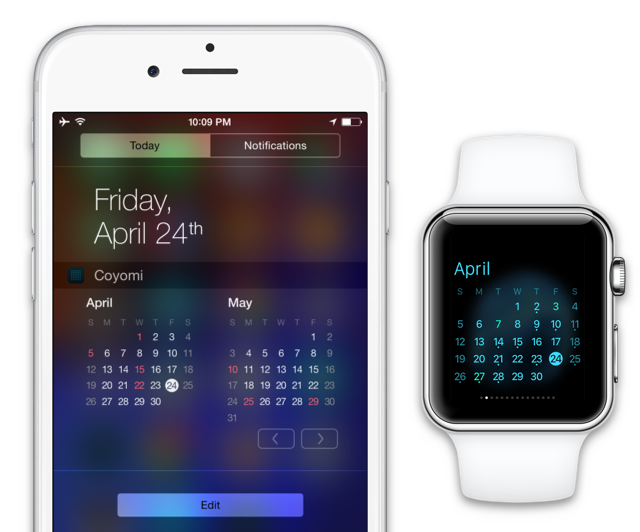 10:09 PM
Today Notifications
Friday,
April 24th
Coyomi
April May
S M T W T F S S M T W T F S
1 2 3 4 1 2
5 6 7 8 9 10 11 3 4 5 6 7 8 9
12 13 14 15 16 17 18 10 11 12 13 14 15 16
19 20 21 22 23 24 25 17 18 19 20 21 22 23
26 27 28 29 30 24 25 26 27 28 29 30
31
Edit
April
S M T W T F S
1 2 3 4
5 6 7 8 9 10 11
12 13 14 15 16 17 18
19 20 21 22 23 24 25
26 27 28 29 30